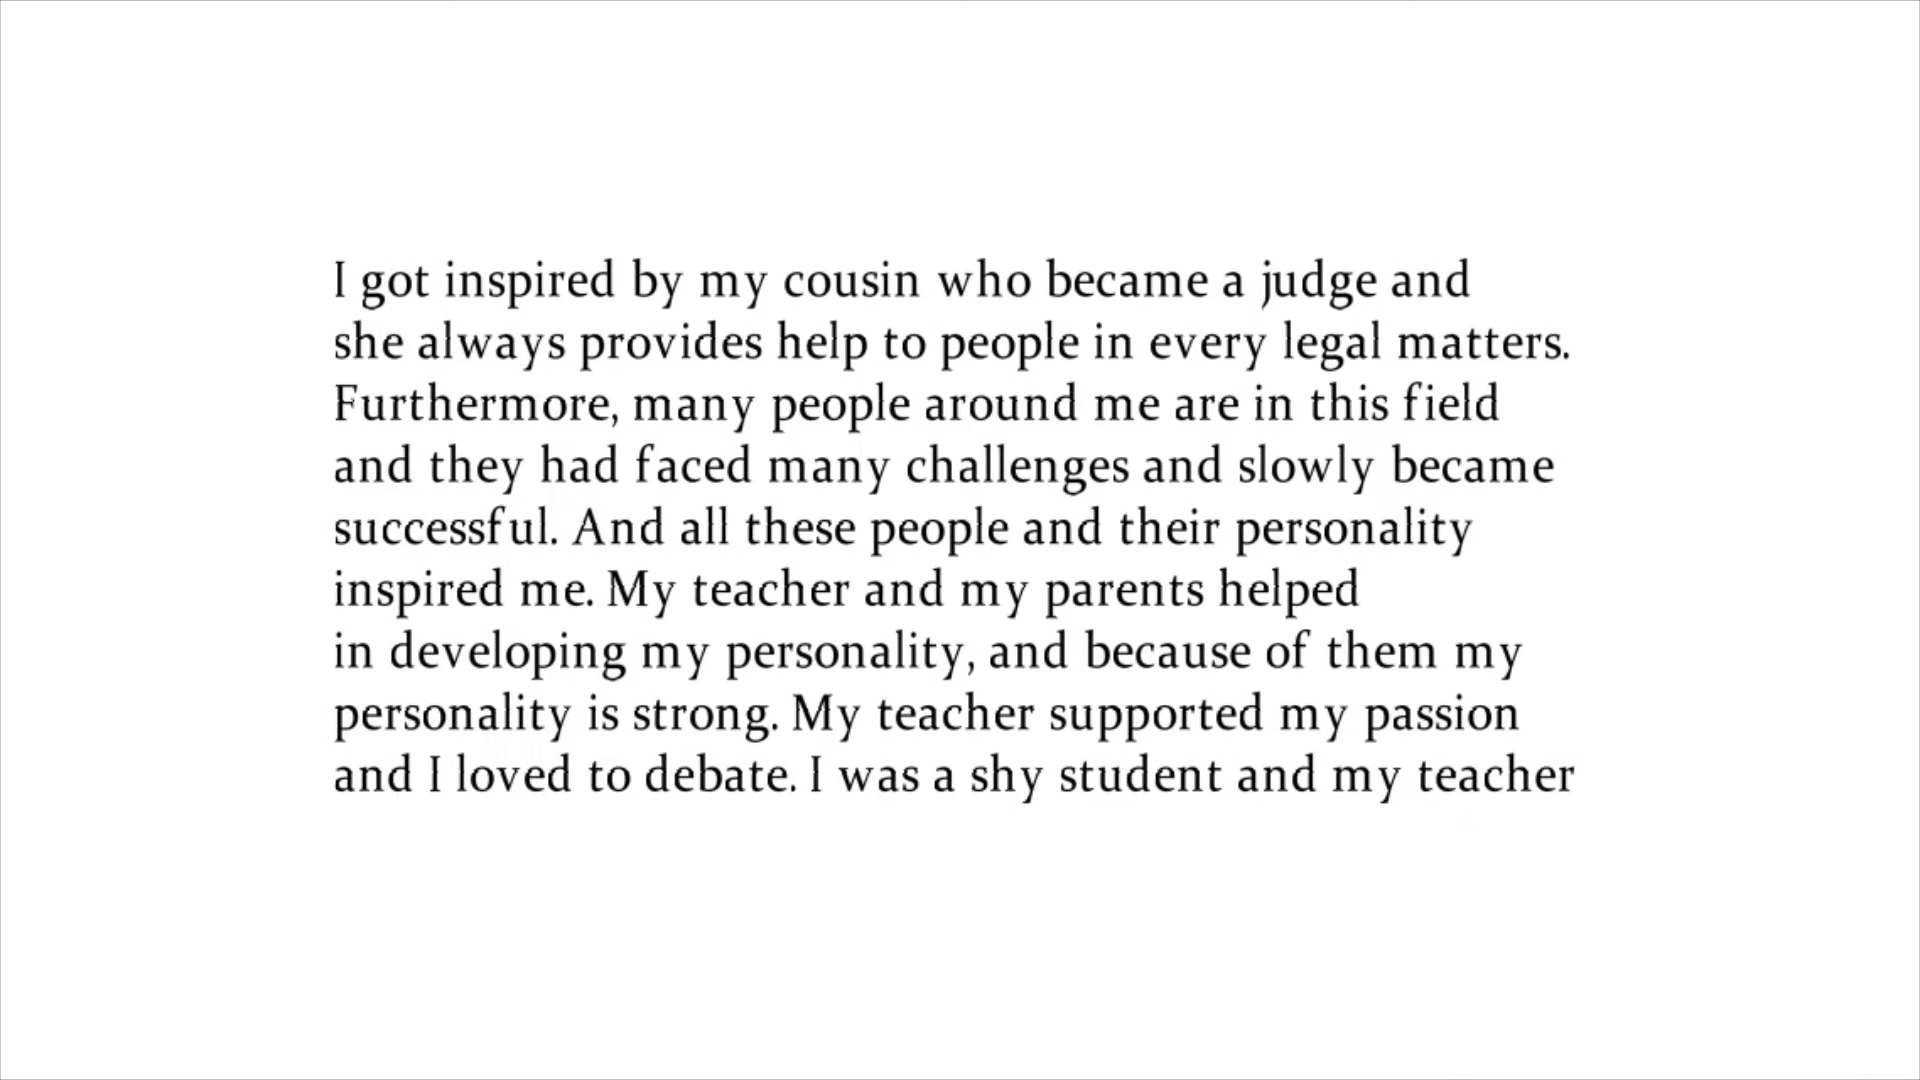 I got inspired by my cousin who became a judge and
she always provides help to people in every legal matters.
Furthermore, many people around me are in this field
and they had faced many challenges and slowly became
successful. And all these people and their personality
inspired me. My teacher and my parents helped
in developing my personality, and because of them my
personality is strong. My teacher supported my passion
and I loved to debate. I was a shy student and my teacher